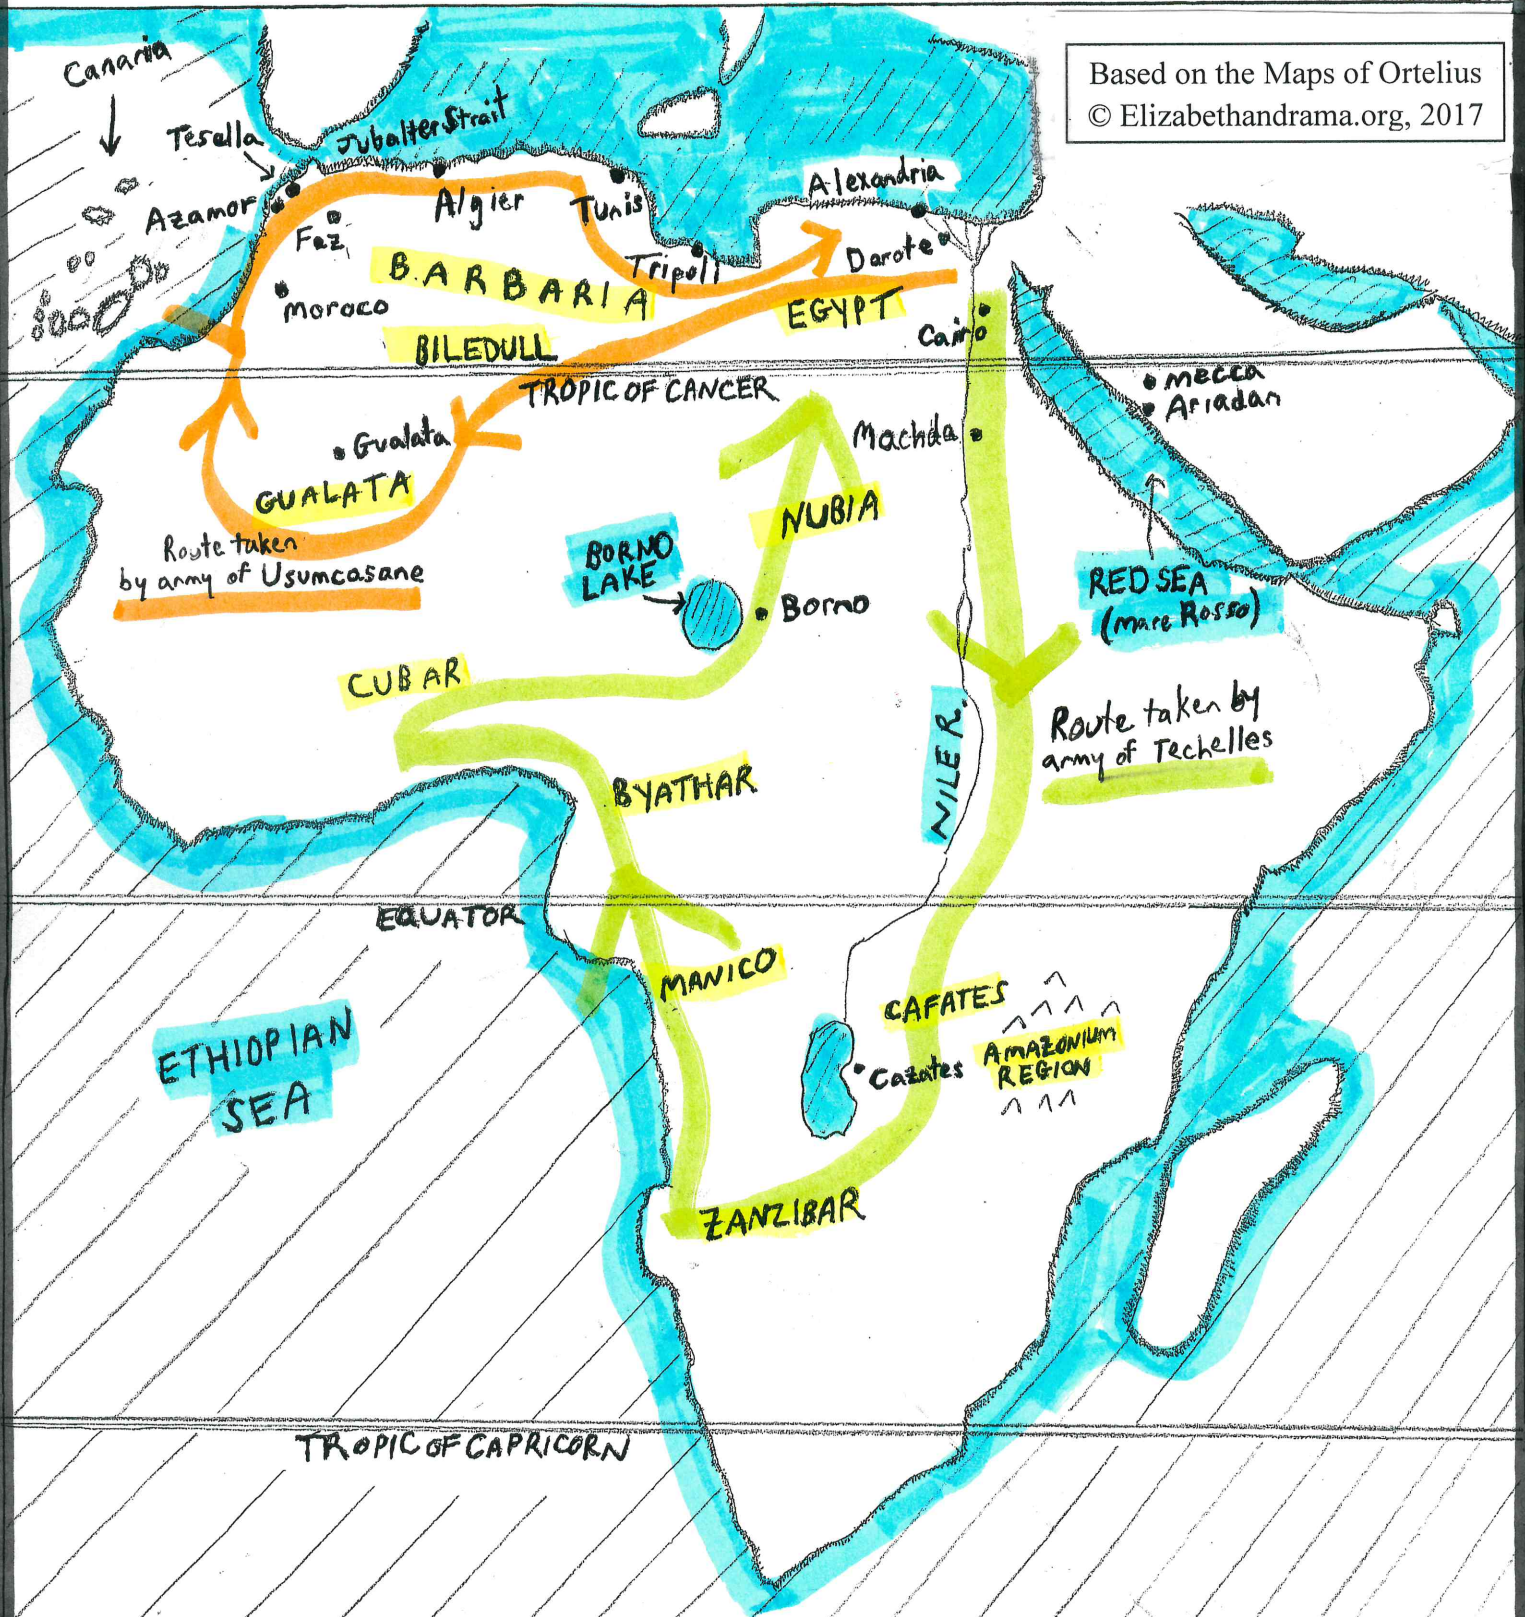 Canaria
Based on the Maps of Ortelius
© Elizabethandrama.org, 2017
Tesella
Jubalter Strait
Azamor
Fez
Algier
Tunis
Alexandria
Moroco
BARBARIA
Tripoli
Darote
EGYPT
Cairo
BILEDULL
TROPIC OF CANCER
Mecca
Ariadan
Gualata
Machda
GUALATA
NUBIA
Route taken
by army of Usumcasane
BORNO
LAKE
Borno
RED SEA
(mare Rosso)
CUBAR
NILE R.
Route taken by
army of Techelles
BYATHAR
EQUATOR
MANICO
CAFATES
ETHIOPIAN
SEA
AMAZONIUM
REGION
Cazates
ZANZIBAR
TROPIC OF CAPRICORN